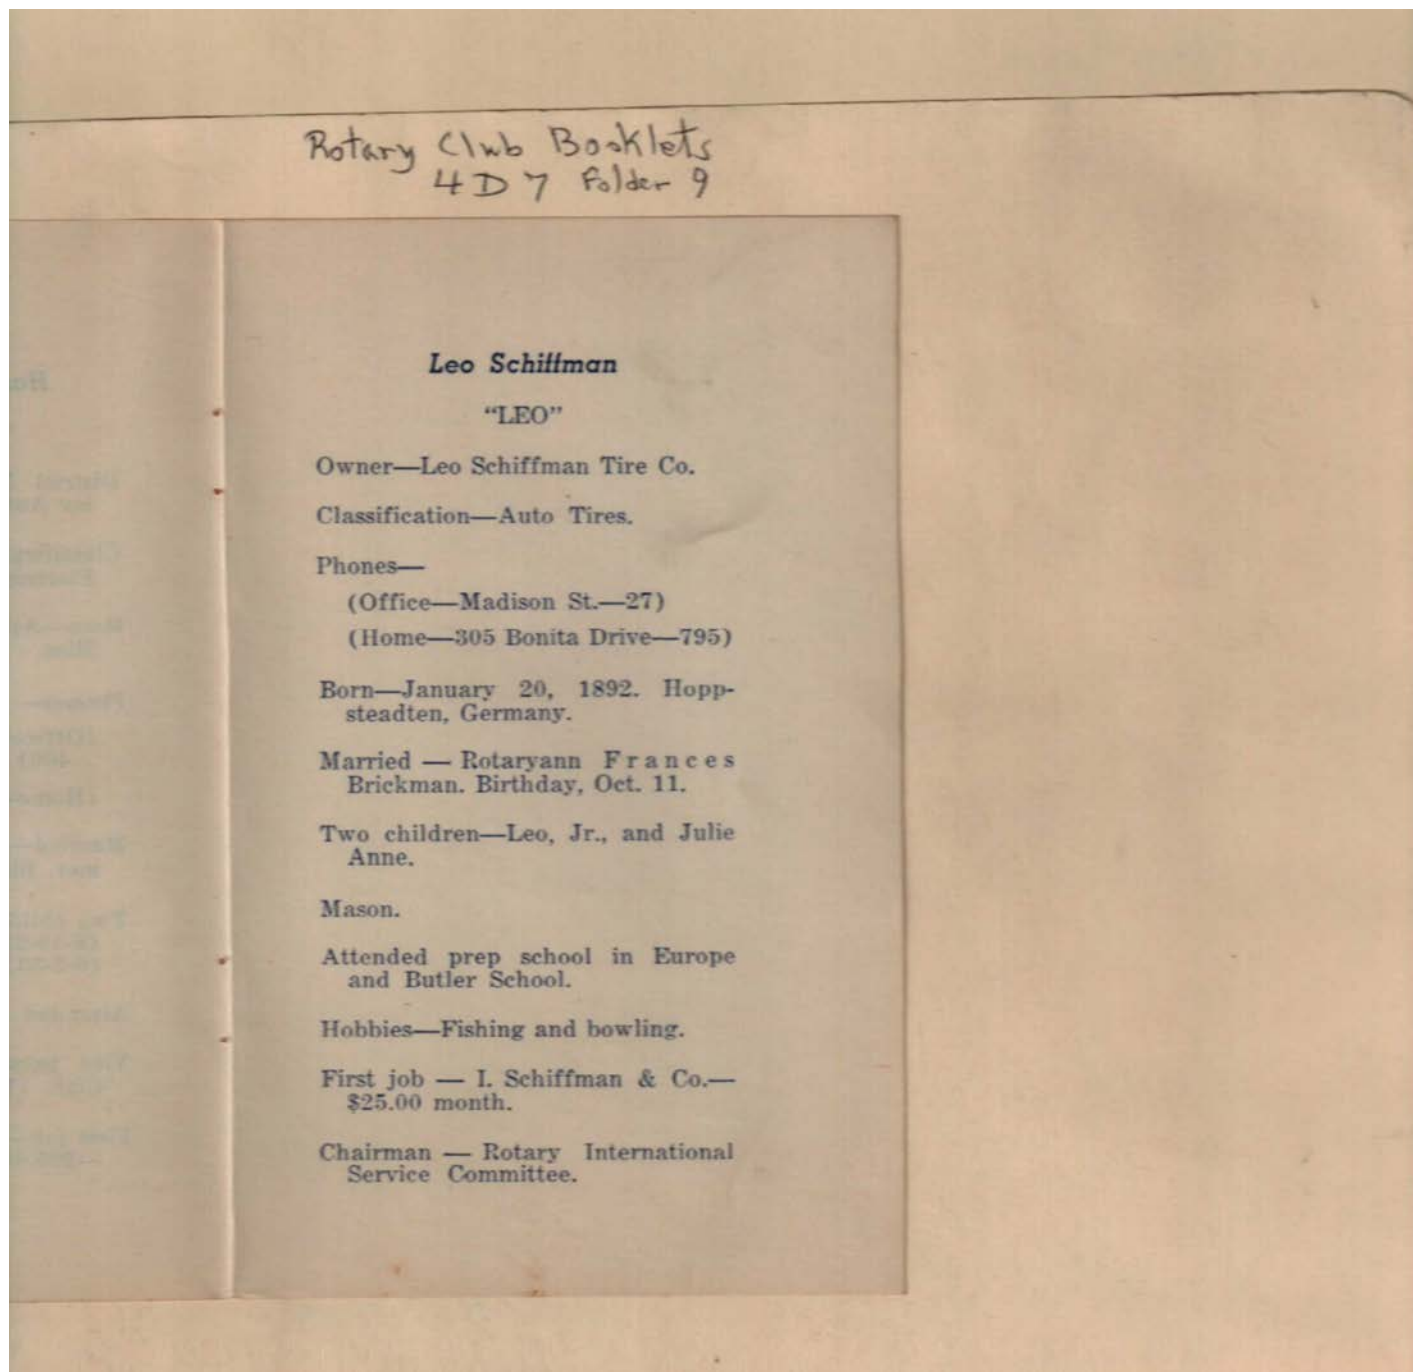 Rotary Club Booklets
4D7 Folder 9
Leo Schiffman
"LEO"
Owner—Leo Schiffman Tire Co.
Classification—Auto Tires.
Phones—
(Office—Madison St.—27)
(Home—305 Bonita Drive—795)
Born—January 20, 1892. Hopp-
steadten, Germany.
Married — Rotaryann Frances
Brickman. Birthday, Oct. 11.
Two children—Leo, Jr., and Julie
Anne.
Mason.
Attended prep school in Europe
and Butler School.
Hobbies—Fishing and bowling.
First job — I. Schiffman & Co.—
$25.00 month.
Chairman — Rotary International
Service Committee.